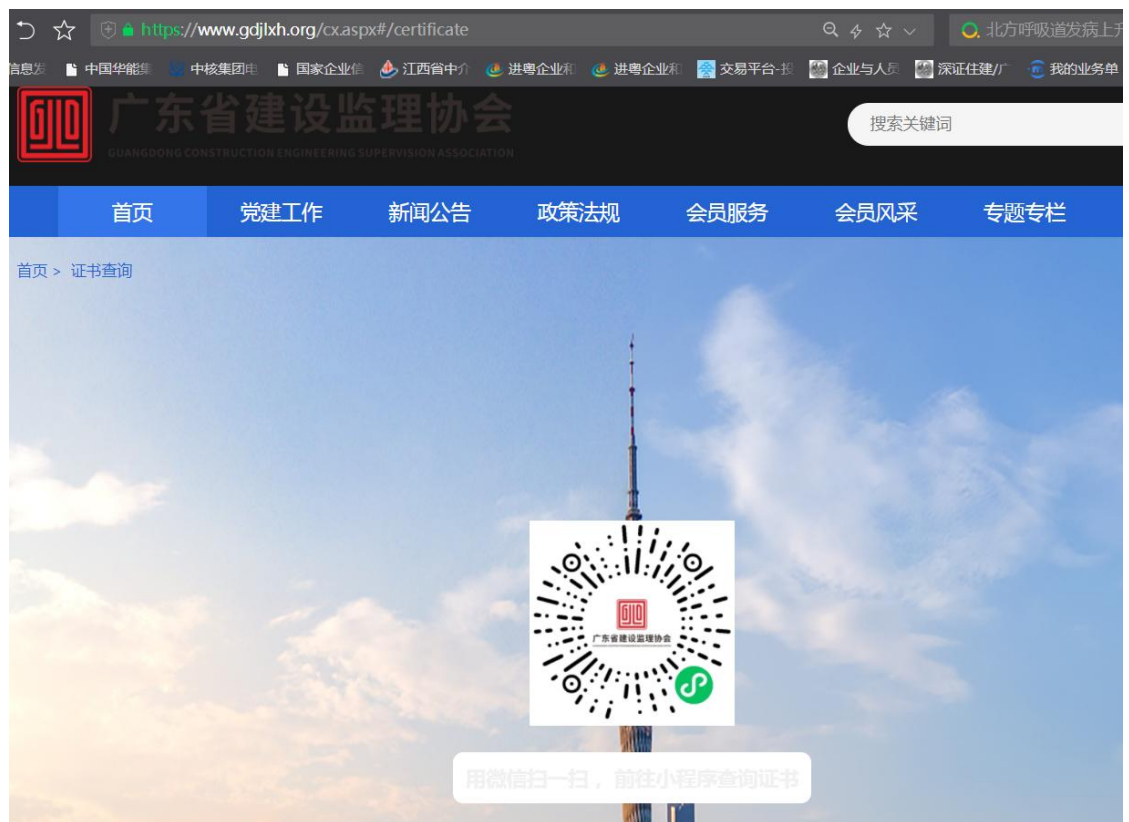 https://www.gdjlxh.org/cx.aspx#/certificate
北方呼吸道发病上升
信息发 中国华能集 中核集团电 国家企业信 江西省中介 进粤企业和 进粤企业和 交易平台-投 企业与人员 深证住建/广 我的业务单
广东省建设监理协会
GUANGDONG CONSTRUCTION ENGINEERING SUPERVISION ASSOCIATION
搜索关键词
首页 党建工作 新闻公告 政策法规 会员服务 会员风采 专题专栏
首页 > 证书查询
广东省建设监理协会
用微信扫一扫，前往小程序查询证书